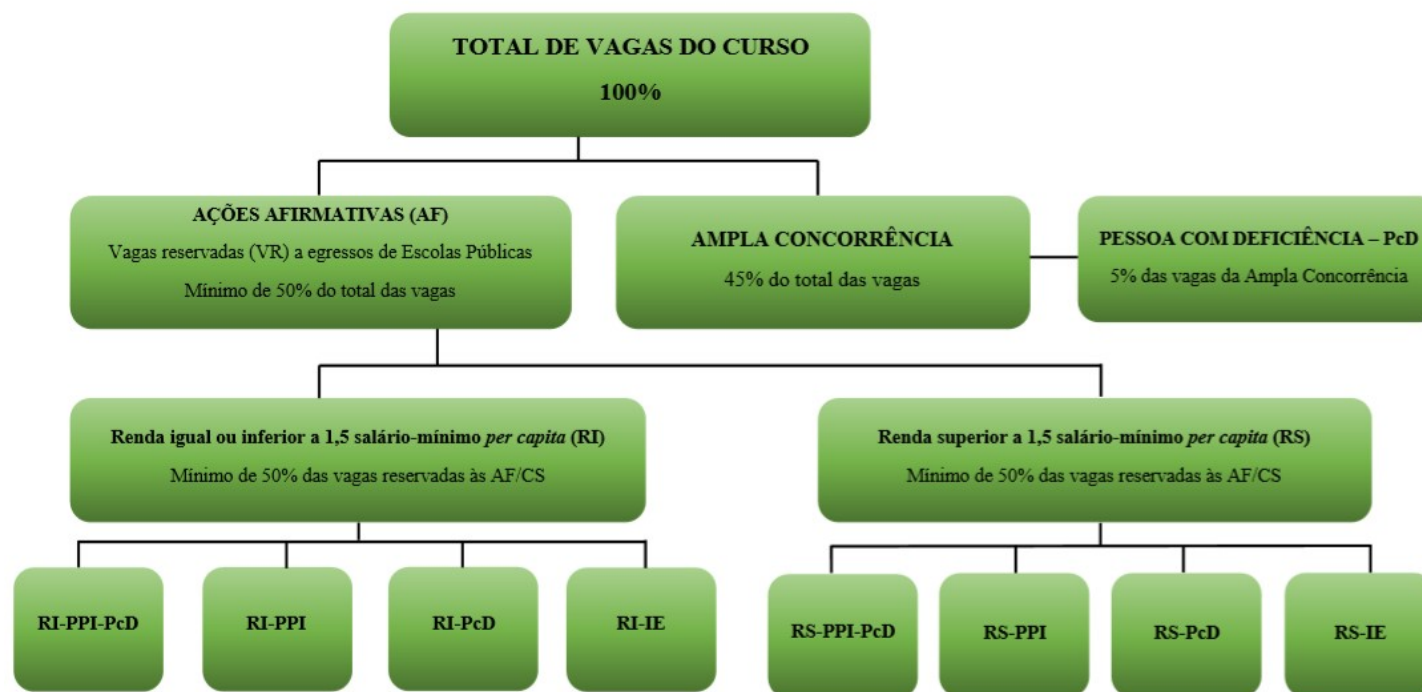 TOTAL DE VAGAS DO CURSO
100%
AÇÕES AFIRMATIVAS (AF)
Vagas reservadas (VR) a egressos de Escolas Públicas
Mínimo de 50% do total das vagas
AMPLA CONCORRÊNCIA
45% do total das vagas
PESSOA COM DEFICIÊNCIA – PcD
5% das vagas da Ampla Concorrência
Renda igual ou inferior a 1,5 salário-mínimo per capita (RI)
Mínimo de 50% das vagas reservadas às AF/CS
Renda superior a 1,5 salário-mínimo per capita (RS)
Mínimo de 50% das vagas reservadas às AF/CS
RI-PPI-PcD
RI-PPI
RI-PcD
RI-IE
RS-PPI-PcD
RS-PPI
RS-PcD
RS-IE